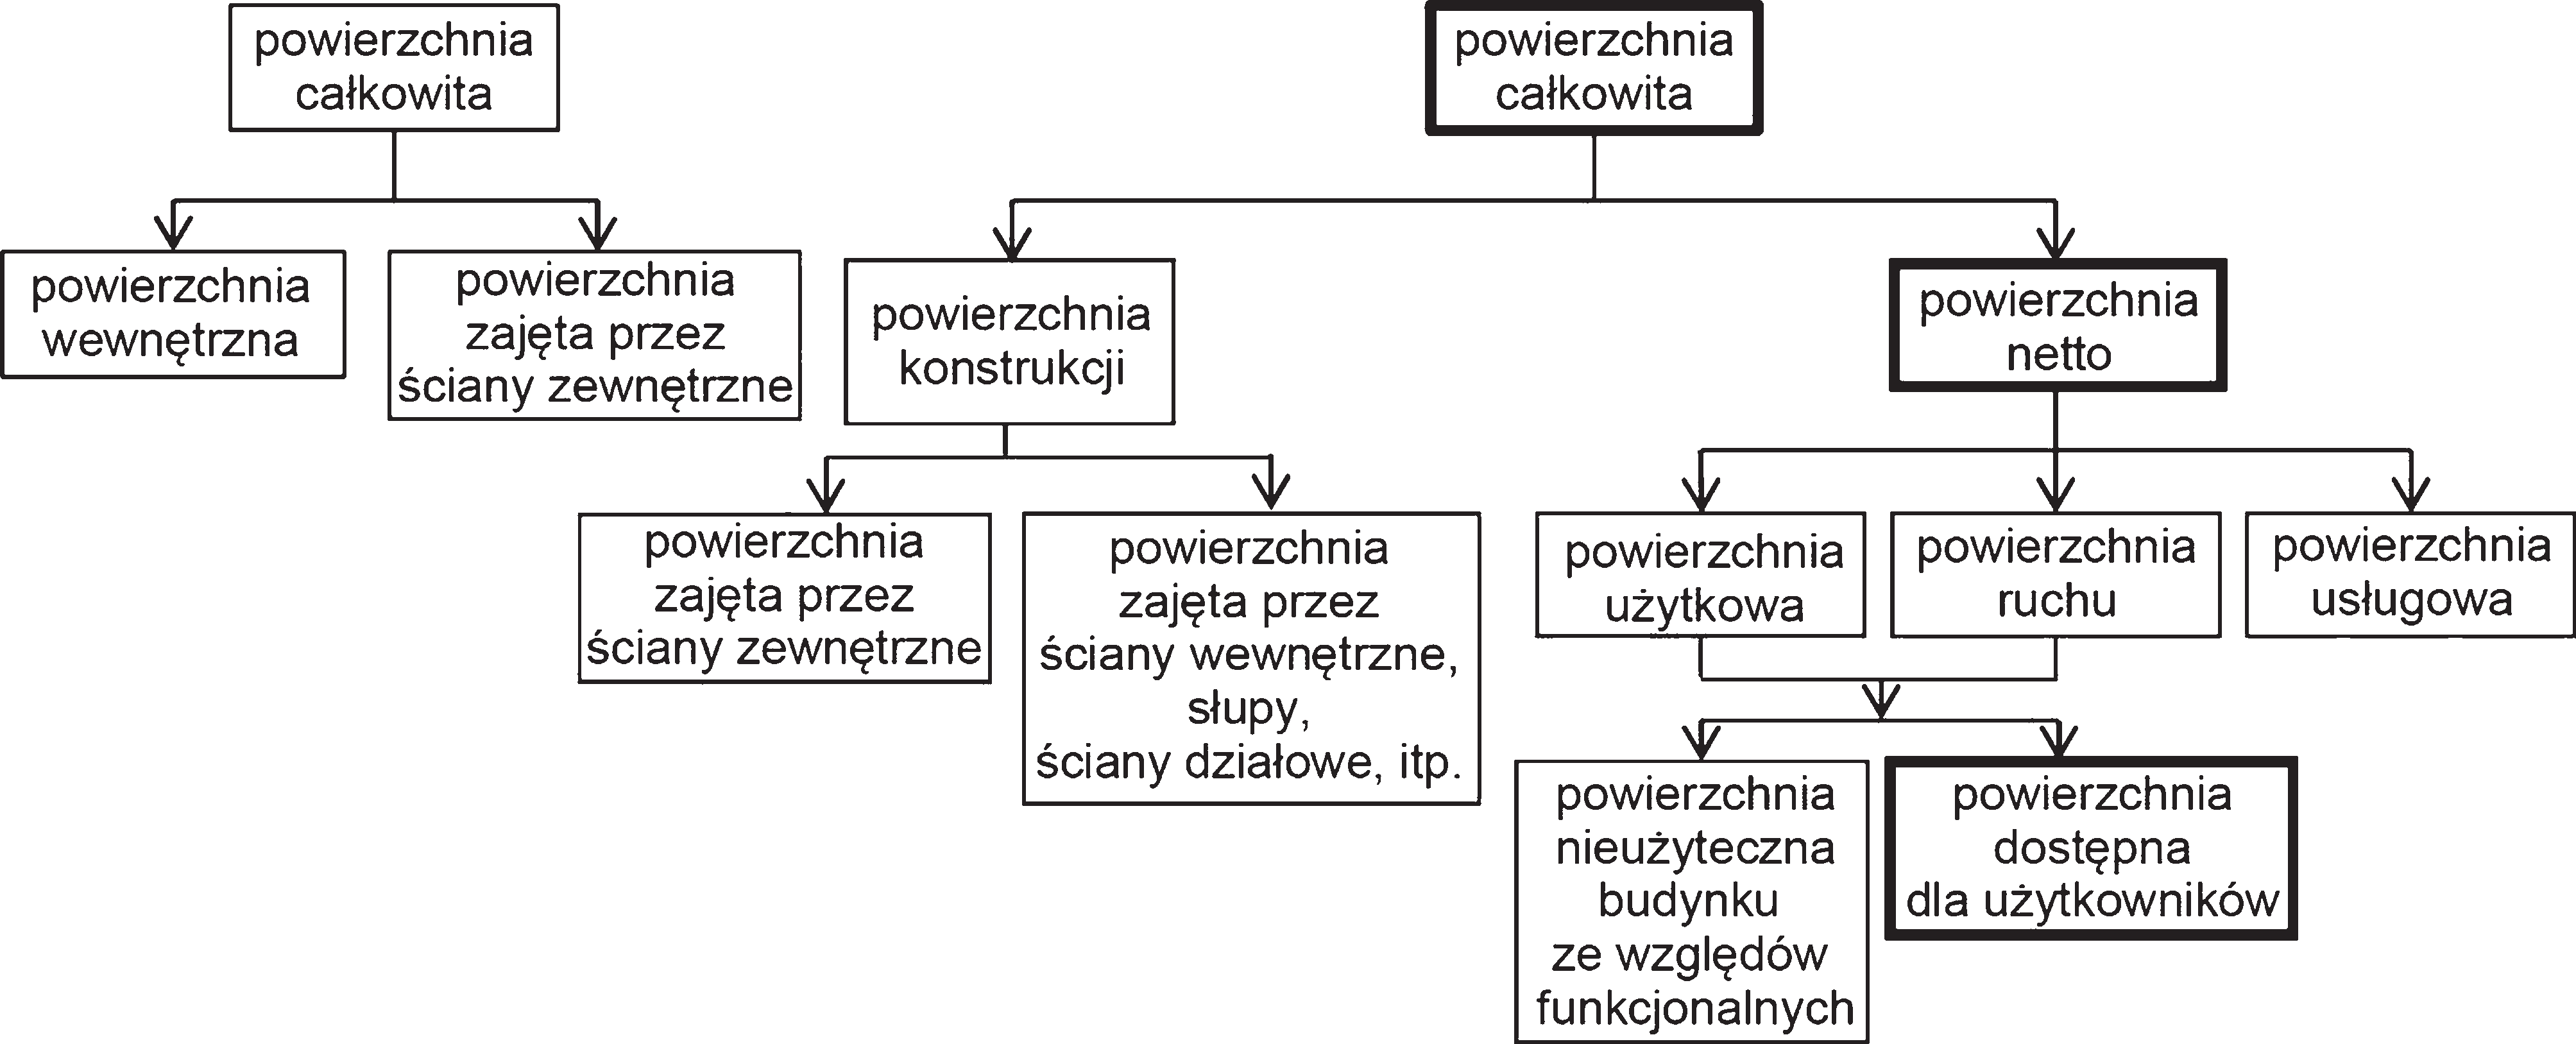 powierzchnia
całkowita
powierzchnia
całkowita
powierzchnia
wewnętrzna
powierzchnia
zajęta przez
ściany zewnętrzne
powierzchnia
konstrukcji
powierzchnia
netto
powierzchnia
zajęta przez
ściany zewnętrzne
powierzchnia
zajęta przez
ściany wewnętrzne,
słupy,
ściany działowe, itp.
powierzchnia
użytkowa
powierzchnia
ruchu
powierzchnia
usługowa
powierzchnia
nieużyteczna
budynku
ze względów
funkcjonalnych
powierzchnia
dostępna
dla użytkowników